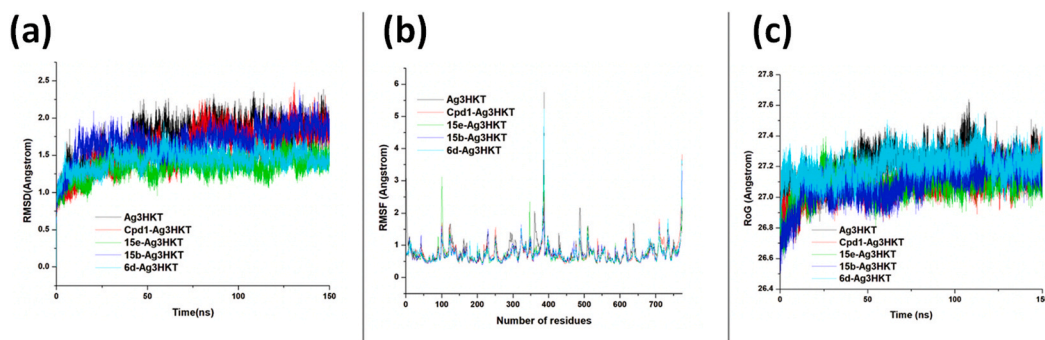 (a)
RMSD(Angstrom)
2.5
2.0
1.5
1.0
0.5
0.0
Ag3HKT
Cpd1-Ag3HKT
15e-Ag3HKT
15b-Ag3HKT
6d-Ag3HKT
0 50 100 150
Time(ns)
(b)
RMSF (Angstrom)
6
5
4
3
2
1
0
Ag3HKT
Cpd1-Ag3HKT
15e-Ag3HKT
15b-Ag3HKT
6d-Ag3HKT
0 100 200 300 400 500 600 700
Number of residues
(c)
RoG (Angstrom)
27.8
27.6
27.4
27.2
27.0
26.8
26.6
26.4
Ag3HKT
Cpd1-Ag3HKT
15e-Ag3HKT
15b-Ag3HKT
6d-Ag3HKT
0 50 100 150
Time (ns)